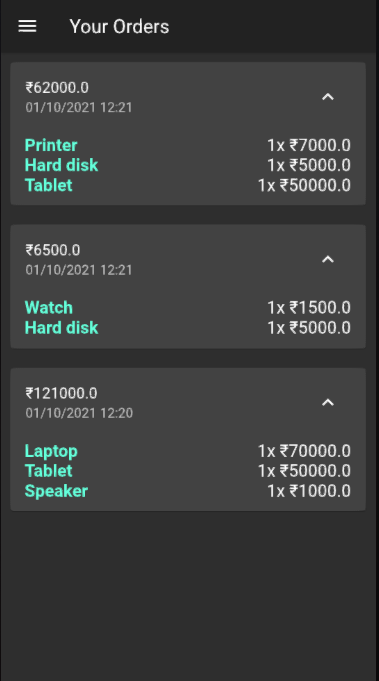 Your Orders
₹62000.0
01/10/2021 12:21
Printer 1x ₹7000.0
Hard disk 1x ₹5000.0
Tablet 1x ₹50000.0
₹6500.0
01/10/2021 12:21
Watch 1x ₹1500.0
Hard disk 1x ₹5000.0
₹121000.0
01/10/2021 12:20
Laptop 1x ₹70000.0
Tablet 1x ₹50000.0
Speaker 1x ₹1000.0